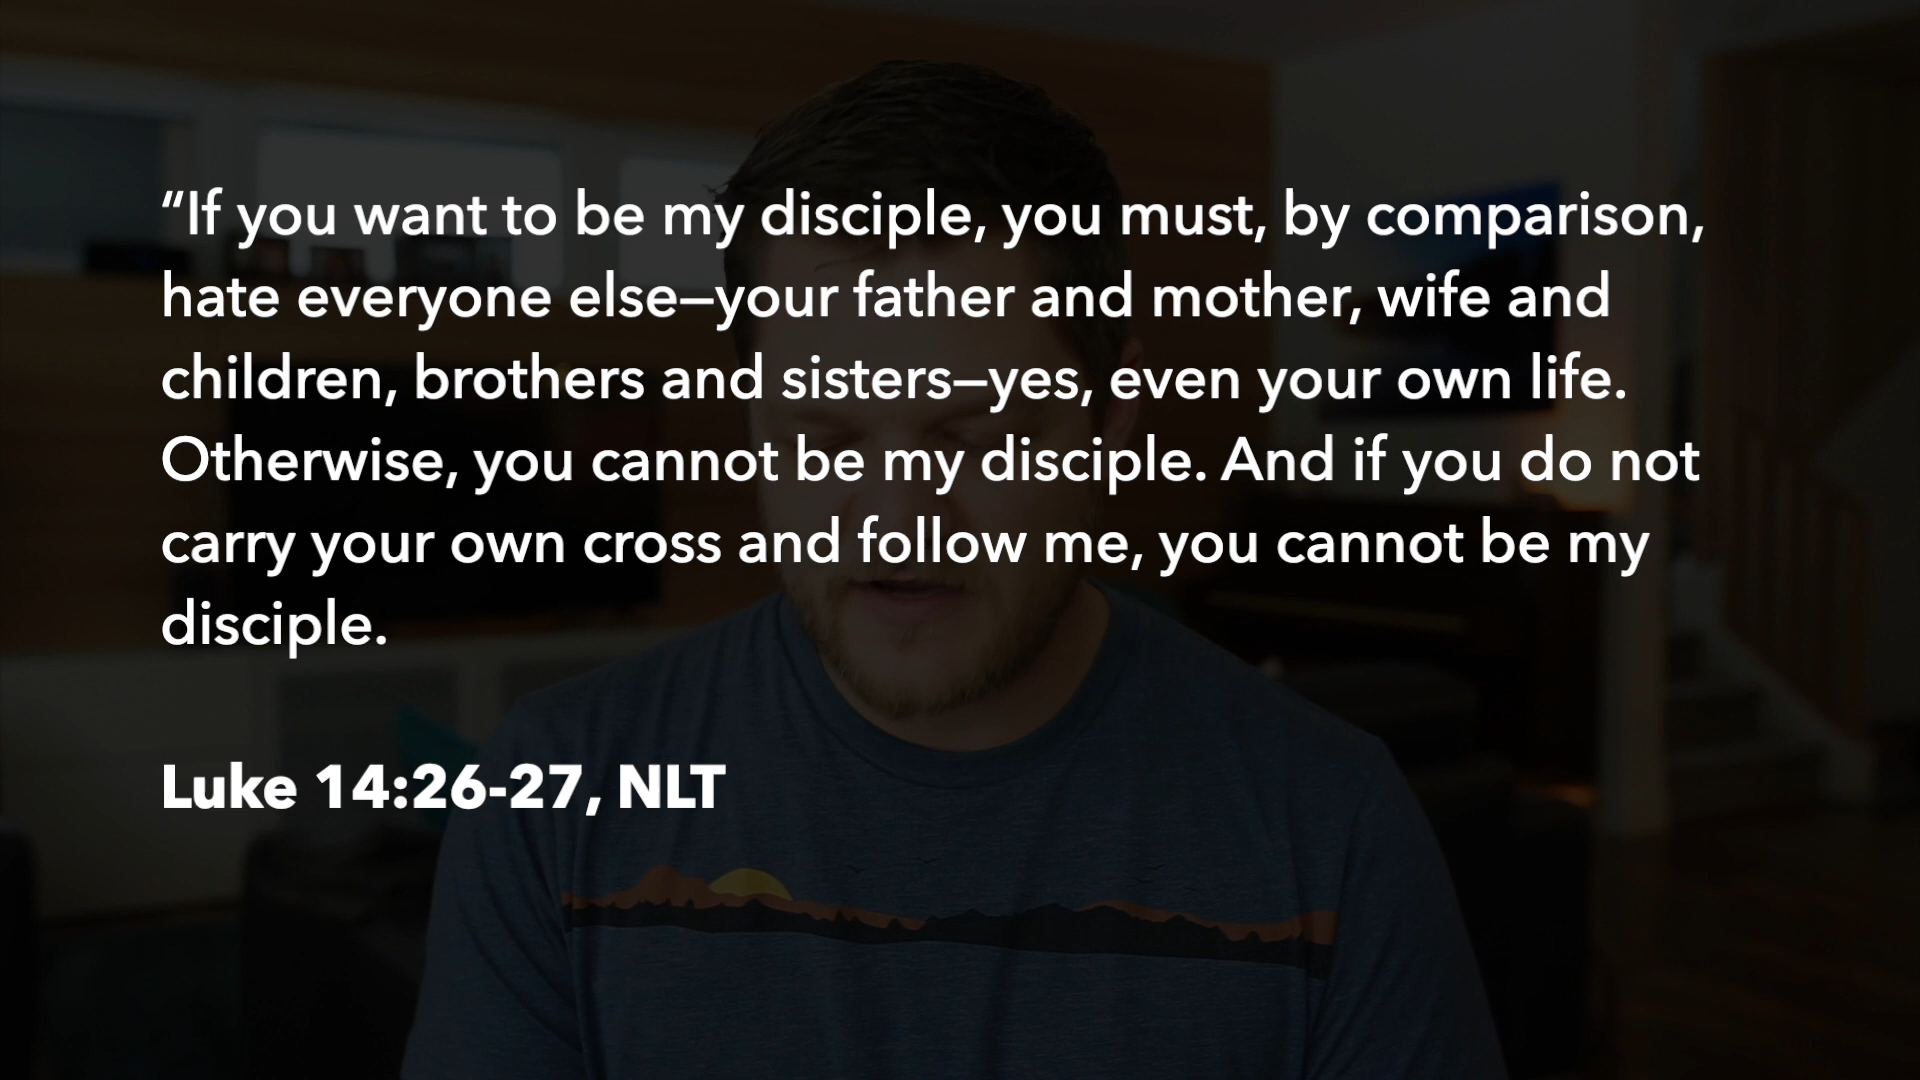 “If you want to be my disciple, you must, by comparison,
hate everyone else—your father and mother, wife and
children, brothers and sisters—yes, even your own life.
Otherwise, you cannot be my disciple. And if you do not
carry your own cross and follow me, you cannot be my
disciple.
Luke 14:26-27, NLT